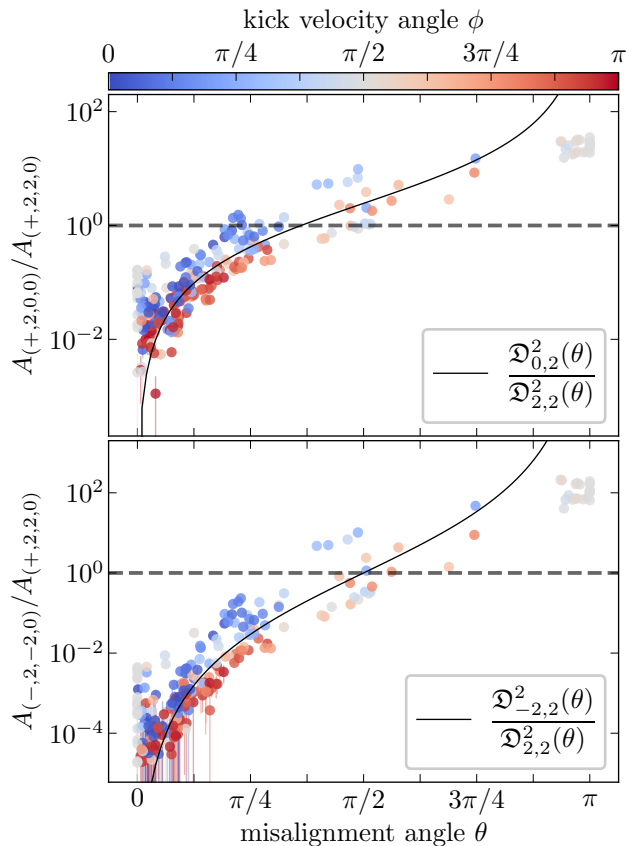 kick velocity angle ϕ
0 π/4 π/2 3π/4 π
A(+,2,0,0)/A(+,2,2,0)
10² 
10⁰
10⁻²
𝔇²₀,₂(θ)
𝔇²₂,₂(θ)
A(−,2,−2,0)/A(+,2,2,0)
10²
10⁰
10⁻²
10⁻⁴
𝔇²₋₂,₂(θ)
𝔇²₂,₂(θ)
0 π/4 π/2 3π/4 π
misalignment angle θ